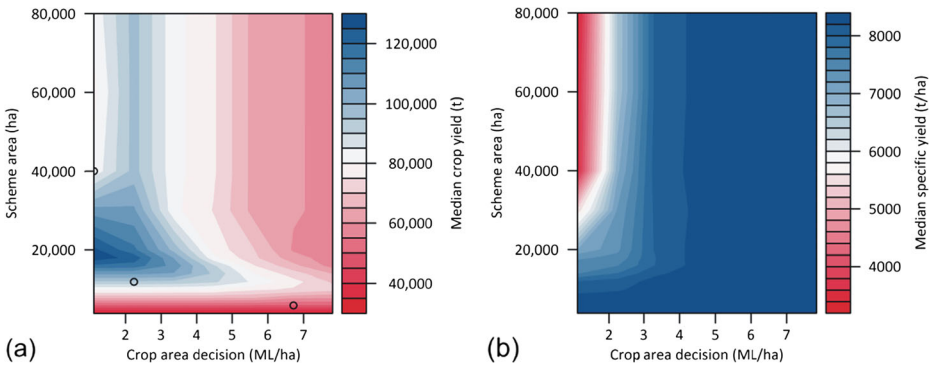 80,000
60,000
40,000
20,000
Scheme area (ha)
2 3 4 5 6 7
Crop area decision (ML/ha)
120,000
100,000
80,000
60,000
40,000
Median crop yield (t)
(a)
80,000
60,000
40,000
20,000
Scheme area (ha)
2 3 4 5 6 7
Crop area decision (ML/ha)
8000
7000
6000
5000
4000
Median specific yield (t/ha)
(b)